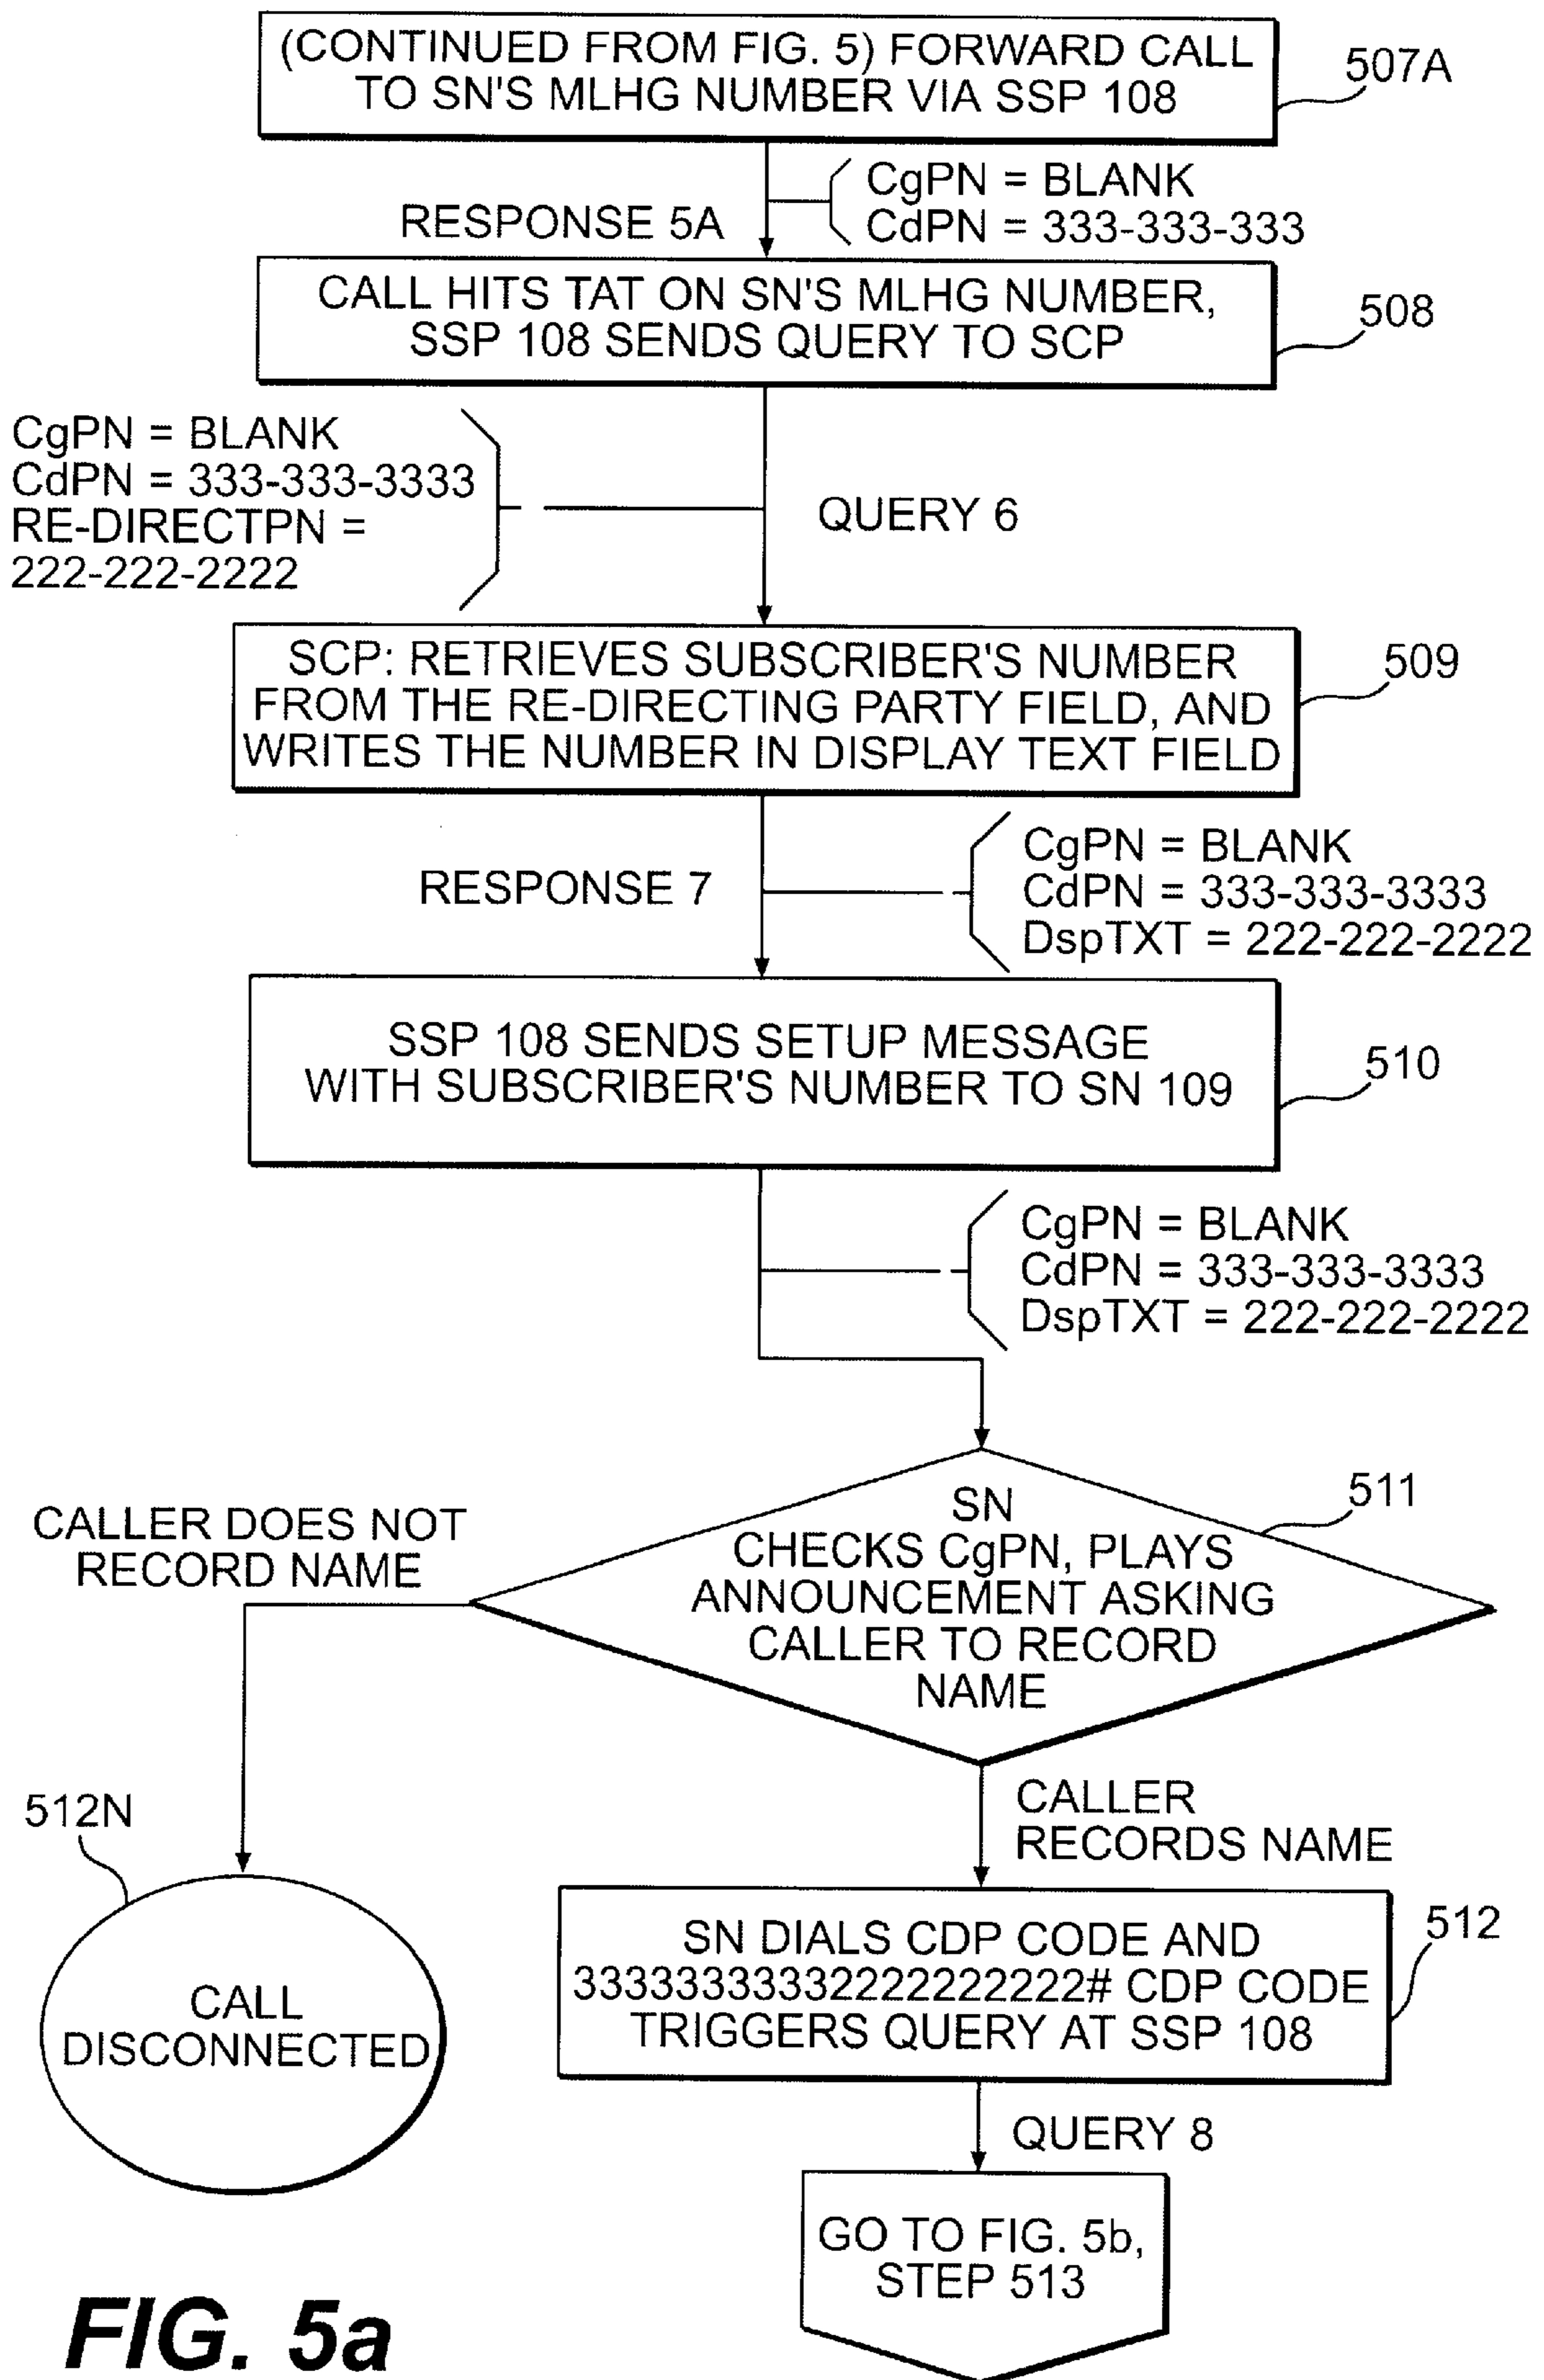 (CONTINUED FROM FIG. 5) FORWARD CALL
TO SN'S MLHG NUMBER VIA SSP 108
507A
RESPONSE 5A
CgPN = BLANK
CdPN = 333-333-333
CALL HITS TAT ON SN'S MLHG NUMBER,
SSP 108 SENDS QUERY TO SCP
508
CgPN = BLANK
CdPN = 333-333-3333
RE-DIRECTPN =
222-222-2222
QUERY 6
SCP: RETRIEVES SUBSCRIBER'S NUMBER
FROM THE RE-DIRECTING PARTY FIELD, AND
WRITES THE NUMBER IN DISPLAY TEXT FIELD
509
RESPONSE 7
CgPN = BLANK
CdPN = 333-333-3333
DspTXT = 222-222-2222
SSP 108 SENDS SETUP MESSAGE
WITH SUBSCRIBER'S NUMBER TO SN 109
510
CgPN = BLANK
CdPN = 333-333-3333
DspTXT = 222-222-2222
SN
CHECKS CgPN, PLAYS
ANNOUNCEMENT ASKING
CALLER TO RECORD
NAME
511
CALLER DOES NOT
RECORD NAME
512N
CALL
DISCONNECTED
CALLER
RECORDS NAME
SN DIALS CDP CODE AND
33333333332222222222# CDP CODE
TRIGGERS QUERY AT SSP 108
512
QUERY 8
GO TO FIG. 5b,
STEP 513
FIG. 5a